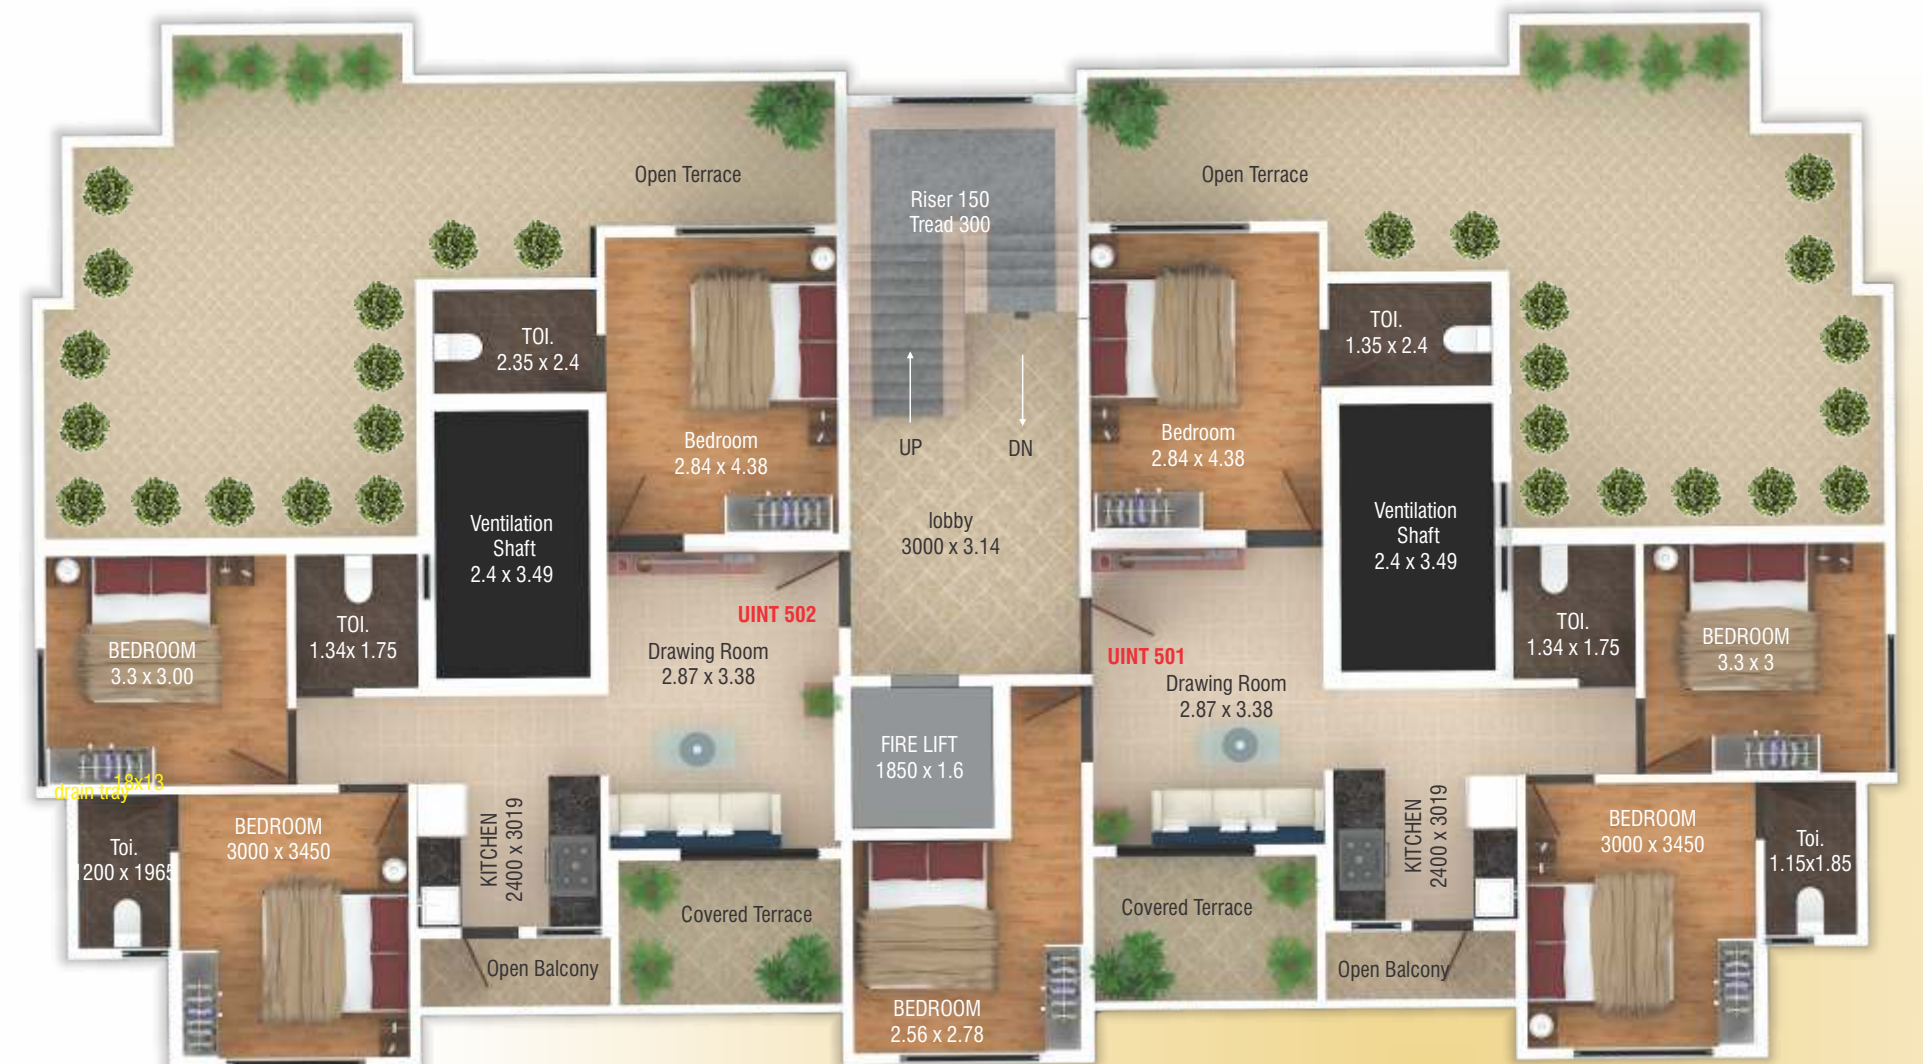 Open Terrace
Open Terrace
Riser 150
Tread 300
TOI.
2.35 x 2.4
TOI.
1.35 x 2.4
Bedroom
2.84 x 4.38
UP
DN
Bedroom
2.84 x 4.38
Ventilation
Shaft
2.4 x 3.49
lobby
3000 x 3.14
Ventilation
Shaft
2.4 x 3.49
BEDROOM
3.3 x 3.00
TOI.
1.34x 1.75
UINT 502
Drawing Room
2.87 x 3.38
UINT 501
Drawing Room
2.87 x 3.38
TOI.
1.34 x 1.75
BEDROOM
3.3 x 3
FIRE LIFT
1850 x 1.6
18x13
drain tray
Toi.
1200 x 1965
BEDROOM
3000 x 3450
KITCHEN
2400 x 3019
KITCHEN
2400 x 3019
BEDROOM
3000 x 3450
Toi.
1.15x1.85
Covered Terrace
Covered Terrace
Open Balcony
Open Balcony
BEDROOM
2.56 x 2.78